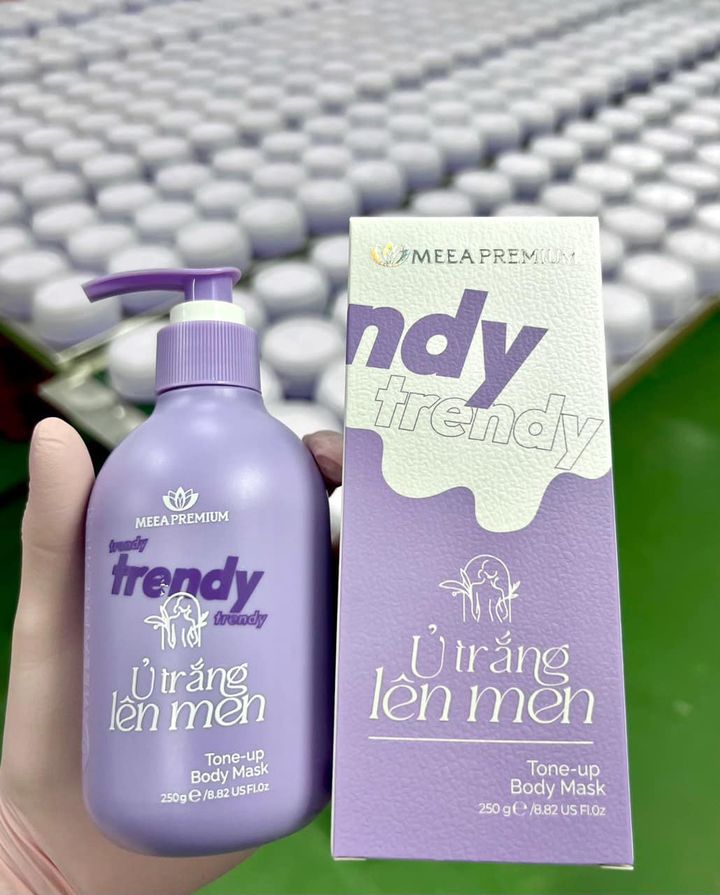 MEEA PREMIUM
trendy
trendy
trendy
Ủ trắng
lên men
Tone-up
Body Mask
250g ℮ /8.82 US Fl.Oz
MEEA PREMIUM
ndy
trendy
Ủ trắng
lên men
Tone-up
Body Mask
250 g ℮ /8.82 US Fl.Oz